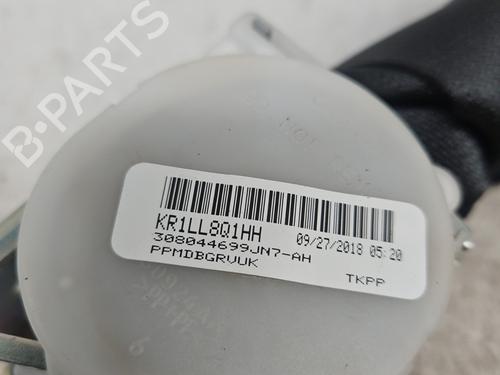 B-PARTS
KR1LL8Q1HH
09/27/2018 05:20
308044699JN7-AH
PPMDBGRVUK
TKPP